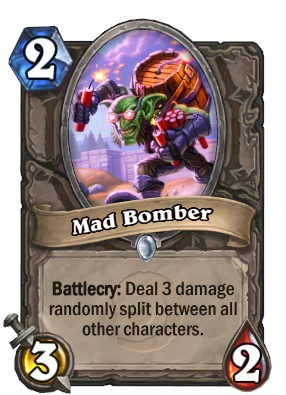 2
Mad Bomber
Battlecry: Deal 3 damage
randomly split between all
other characters.
3
2